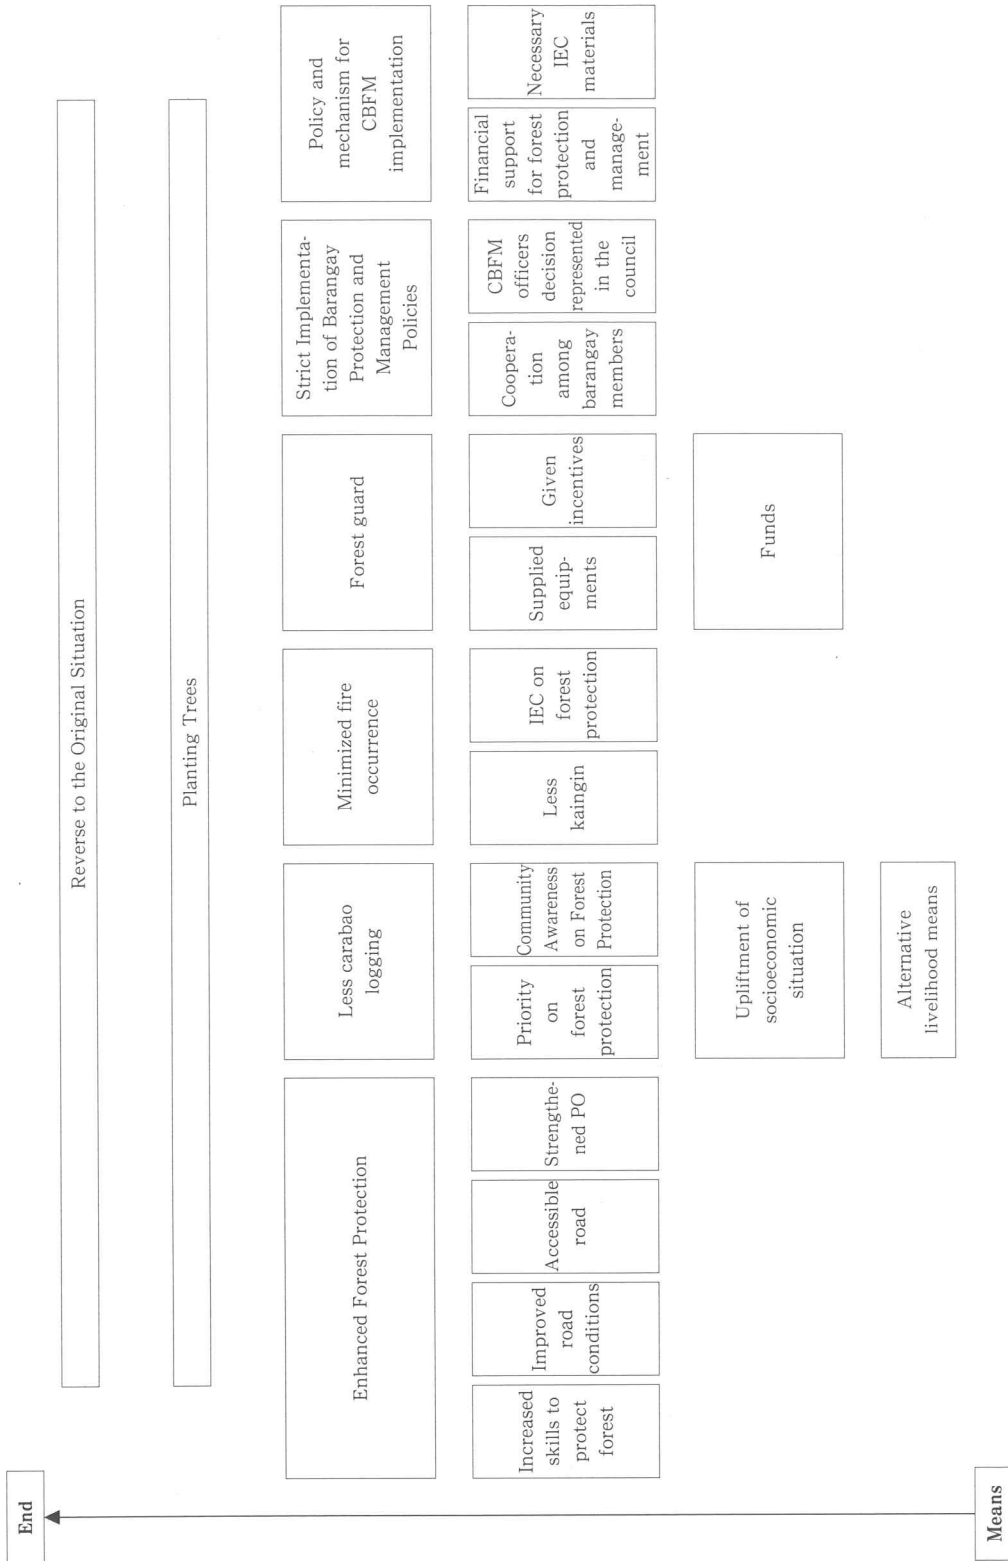 End
Reverse to the Original Situation
Planting Trees
Enhanced Forest Protection
Less carabao
logging
Minimized fire
occurrence
Forest guard
Strict Implementa-
tion of Barangay
Protection and
Management
Policies
Policy and
mechanism for
CBFM
implementation
Increased
skills to
protect
forest
Improved
road
conditions
Accessible
road
Strengthe-
ned PO
Priority
on
forest
protection
Community
Awareness
on Forest
Protection
Less
kaingin
IEC on
forest
protection
Supplied
equip-
ments
Given
incentives
Coopera-
tion
among
barangay
members
CBFM
officers
decision
represented
in the
council
Financial
support
for forest
protection
and
manage-
ment
Necessary
IEC
materials
Upliftment of
socioeconomic
situation
Funds
Alternative
livelihood means
Means